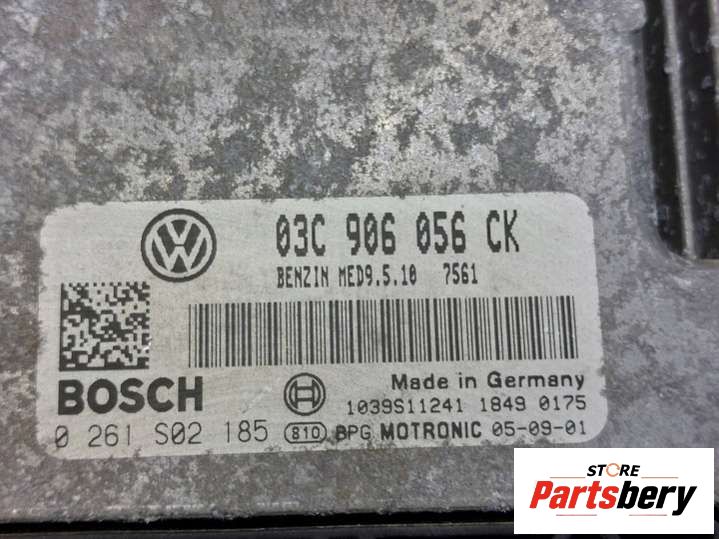 03C 906 056 CK
BENZIN MED9.5.10 7561
BOSCH
Made in Germany
1039S11241 1849 0175
0 261 S02 185 810 BPG MOTRONIC 05-09-01
STORE
Partsbery